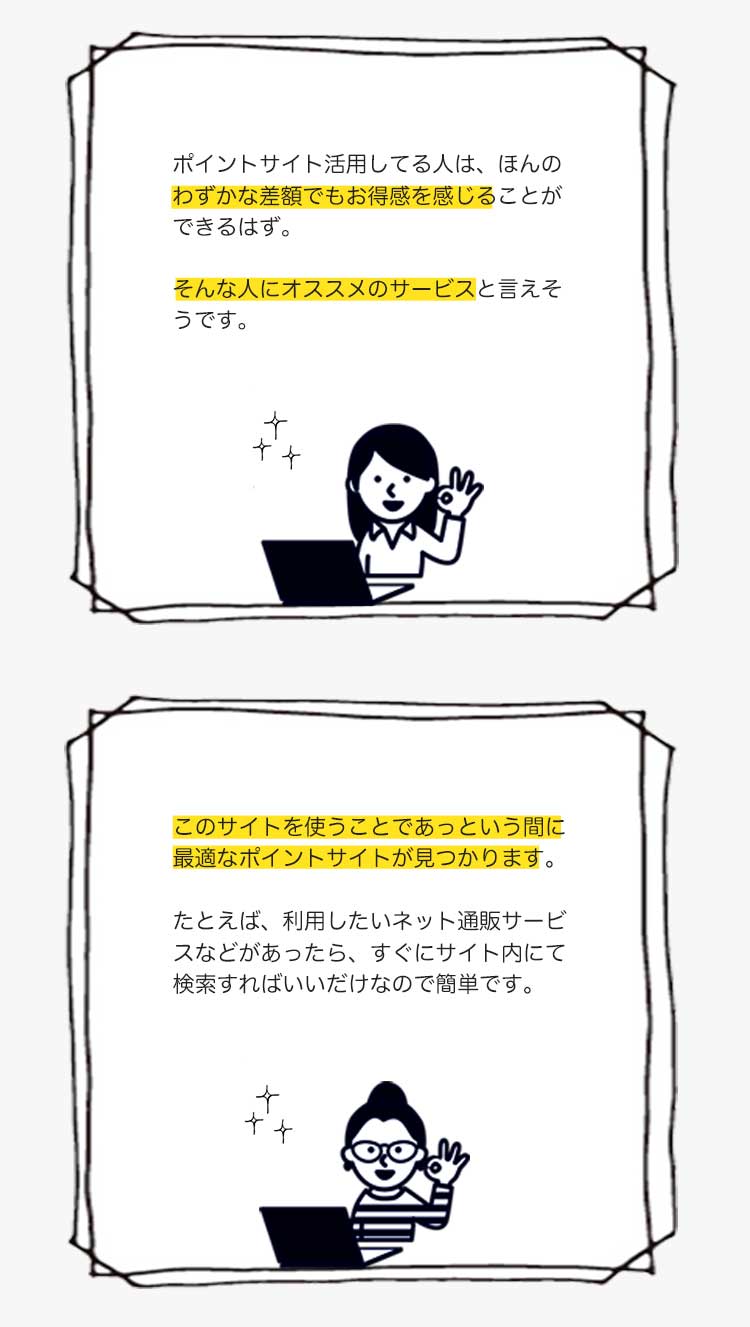 ポイントサイト活用してる人は、ほんの
わずかな差額でもお得感を感じることが
できるはず。
そんな人にオススメのサービスと言えそ
うです。
このサイトを使うことであっという間に
最適なポイントサイトが見つかります。
たとえば、利用したいネット通販サービ
スなどがあったら、すぐにサイト内にて
検索すればいいだけなので簡単です。